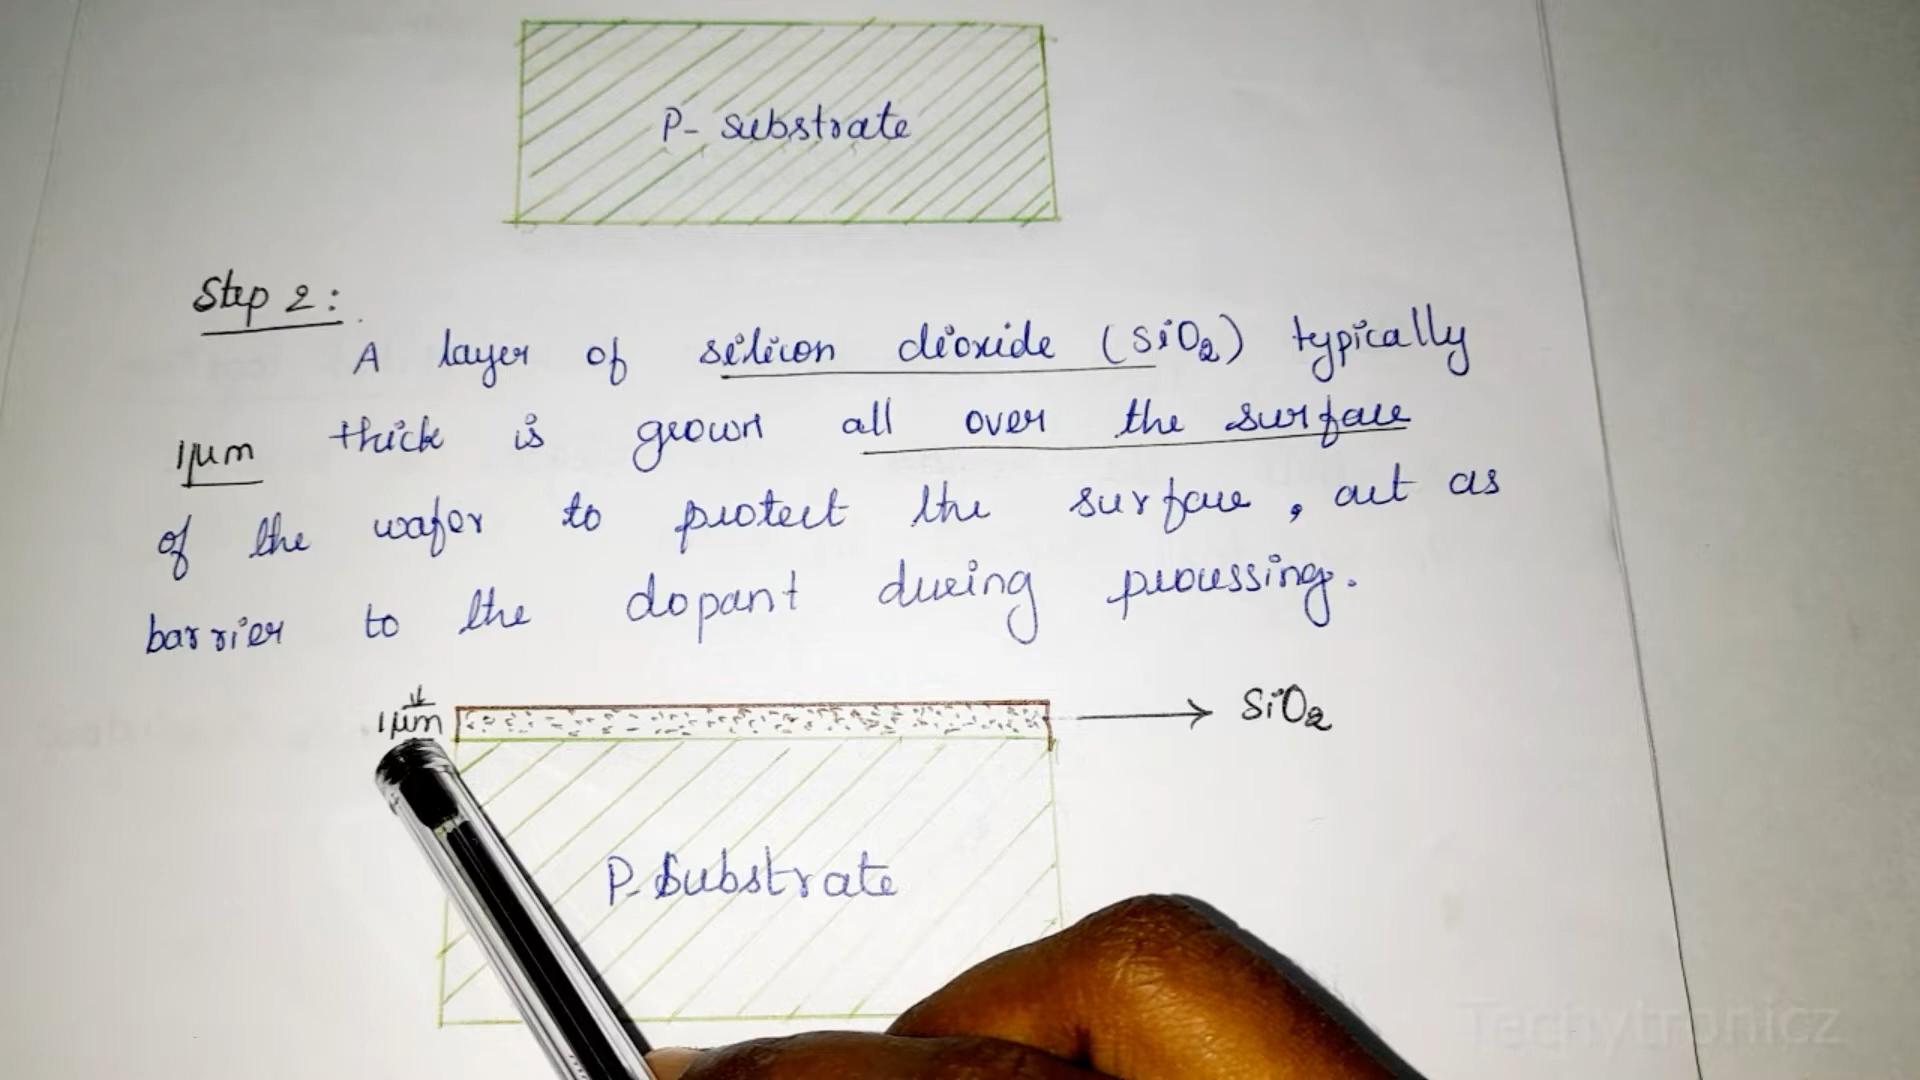 P- substrate
Step 2:
A layer of silicon dioxide (SiO2) typically
1μm thick is grown all over the surface
of the wafer to protect the surface, act as
barrier to the dopant during processing.
1μm
SiO2
P-Substrate
Techytronicz